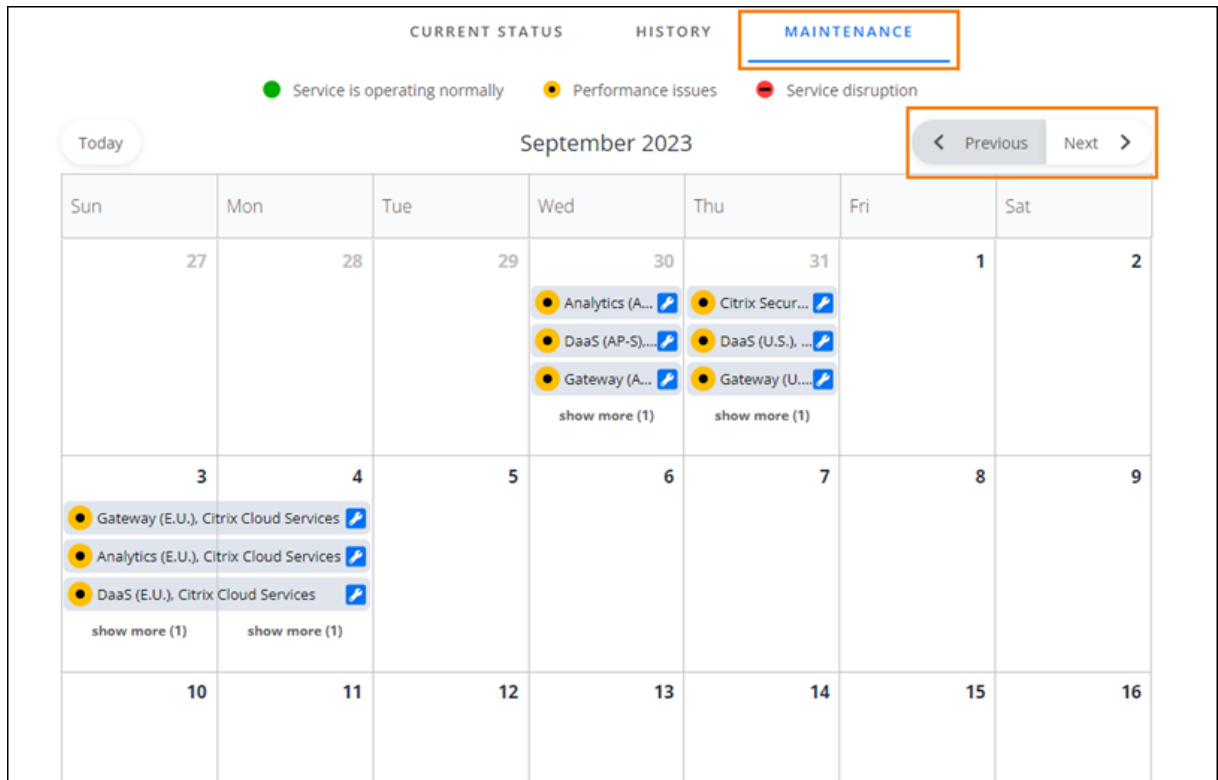 CURRENT STATUS HISTORY MAINTENANCE
Service is operating normally Performance issues Service disruption
Today September 2023 Previous Next
Sun Mon Tue Wed Thu Fri Sat
27 28 29 30 31 1 2
Analytics (A... Citrix Secur...
DaaS (AP-S),... DaaS (U.S.), ...
Gateway (A... Gateway (U....
show more (1) show more (1)
3 4 5 6 7 8 9
Gateway (E.U.), Citrix Cloud Services
Analytics (E.U.), Citrix Cloud Services
DaaS (E.U.), Citrix Cloud Services
show more (1) show more (1)
10 11 12 13 14 15 16